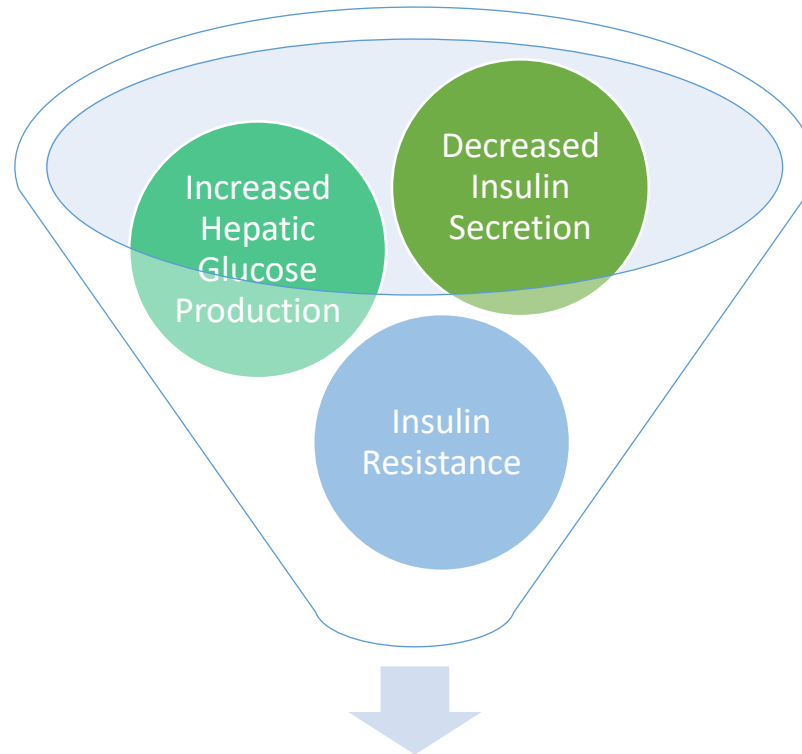 Increased
Hepatic
Glucose
Production
Decreased
Insulin
Secretion
Insulin
Resistance